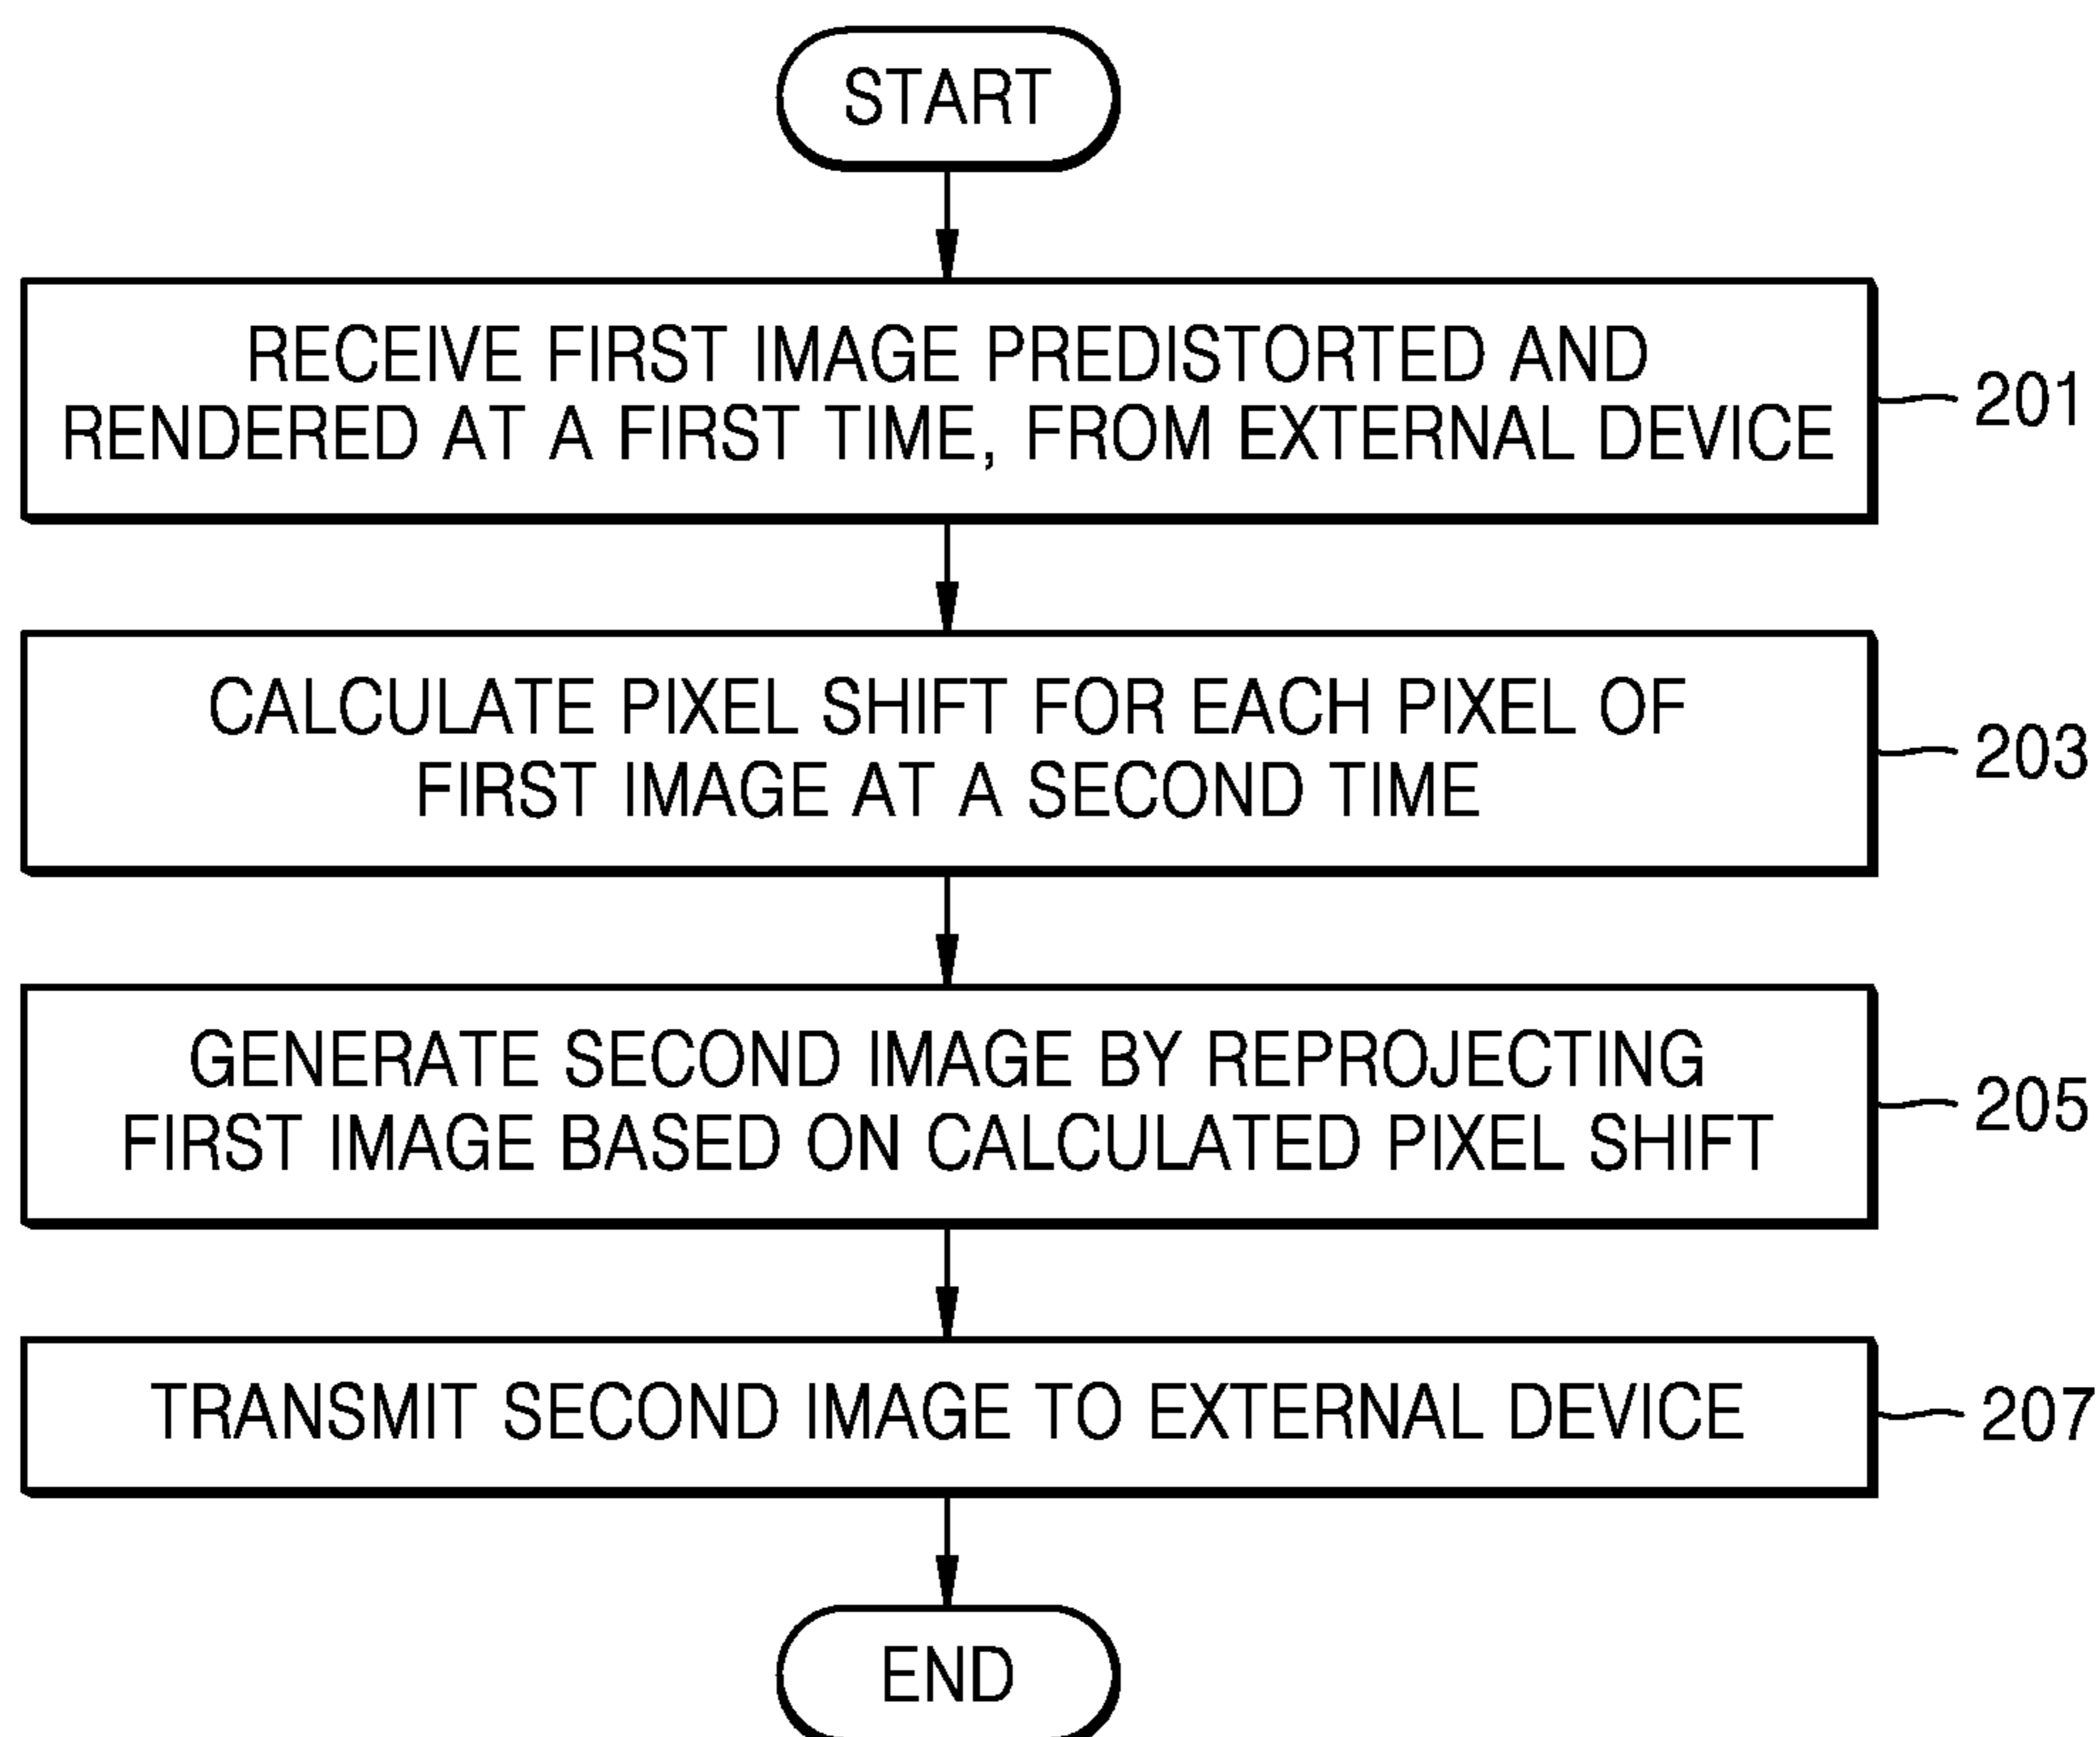 START
RECEIVE FIRST IMAGE PREDISTORTED AND
RENDERED AT A FIRST TIME, FROM EXTERNAL DEVICE
201
CALCULATE PIXEL SHIFT FOR EACH PIXEL OF
FIRST IMAGE AT A SECOND TIME
203
GENERATE SECOND IMAGE BY REPROJECTING
FIRST IMAGE BASED ON CALCULATED PIXEL SHIFT
205
TRANSMIT SECOND IMAGE TO EXTERNAL DEVICE
207
END